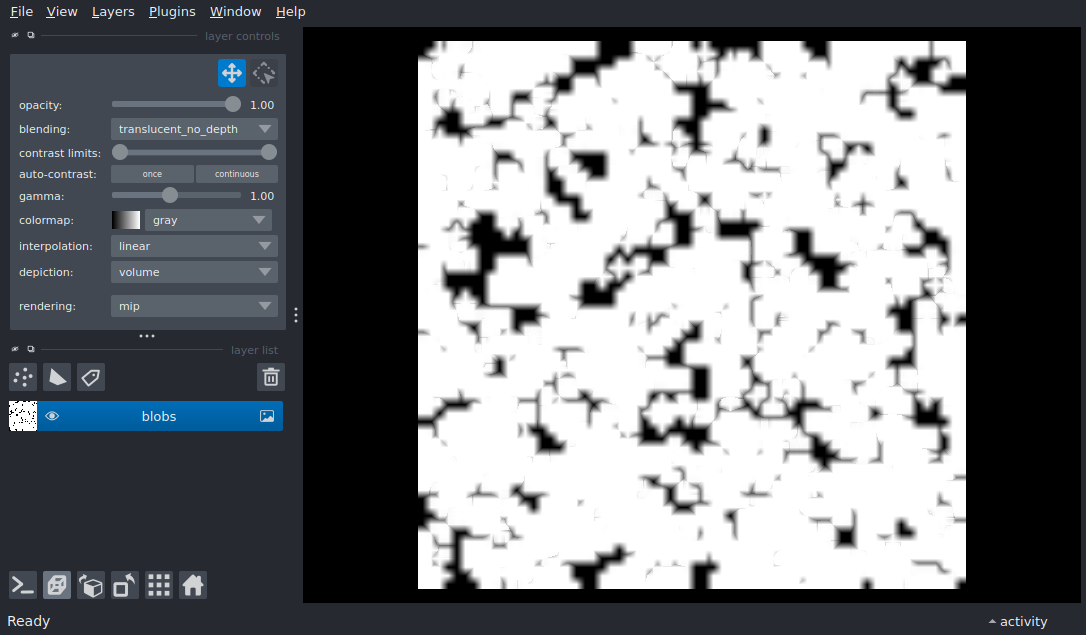 File View Layers Plugins Window Help
layer controls
opacity: 1.00
blending: translucent_no_depth
contrast limits:
auto-contrast: once continuous
gamma: 1.00
colormap: gray
interpolation: linear
depiction: volume
rendering: mip
layer list
blobs
Ready activity